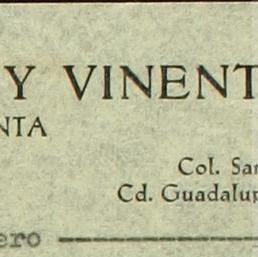 Y VINENT
NTA
Col. San
Cd. Guadalup
ero